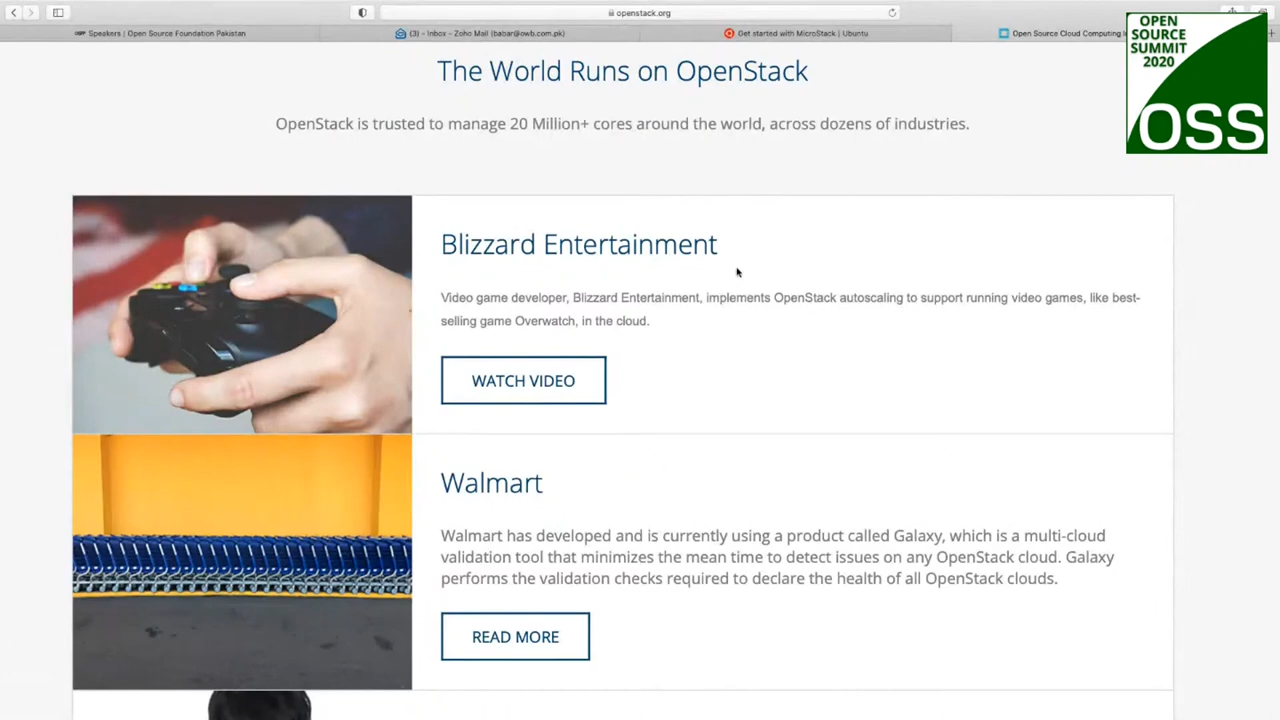 openstack.org
Speakers | Open Source Foundation Pakistan
(3) - Inbox - Zoho Mail (babar@owb.com.pk)
Get started with MicroStack | Ubuntu
Open Source Cloud Computing
OPEN
SOURCE
SUMMIT
2020
OSS
The World Runs on OpenStack
OpenStack is trusted to manage 20 Million+ cores around the world, across dozens of industries.
Blizzard Entertainment
Video game developer, Blizzard Entertainment, implements OpenStack autoscaling to support running video games, like best-
selling game Overwatch, in the cloud.
WATCH VIDEO
Walmart
Walmart has developed and is currently using a product called Galaxy, which is a multi-cloud
validation tool that minimizes the mean time to detect issues on any OpenStack cloud. Galaxy
performs the validation checks required to declare the health of all OpenStack clouds.
READ MORE